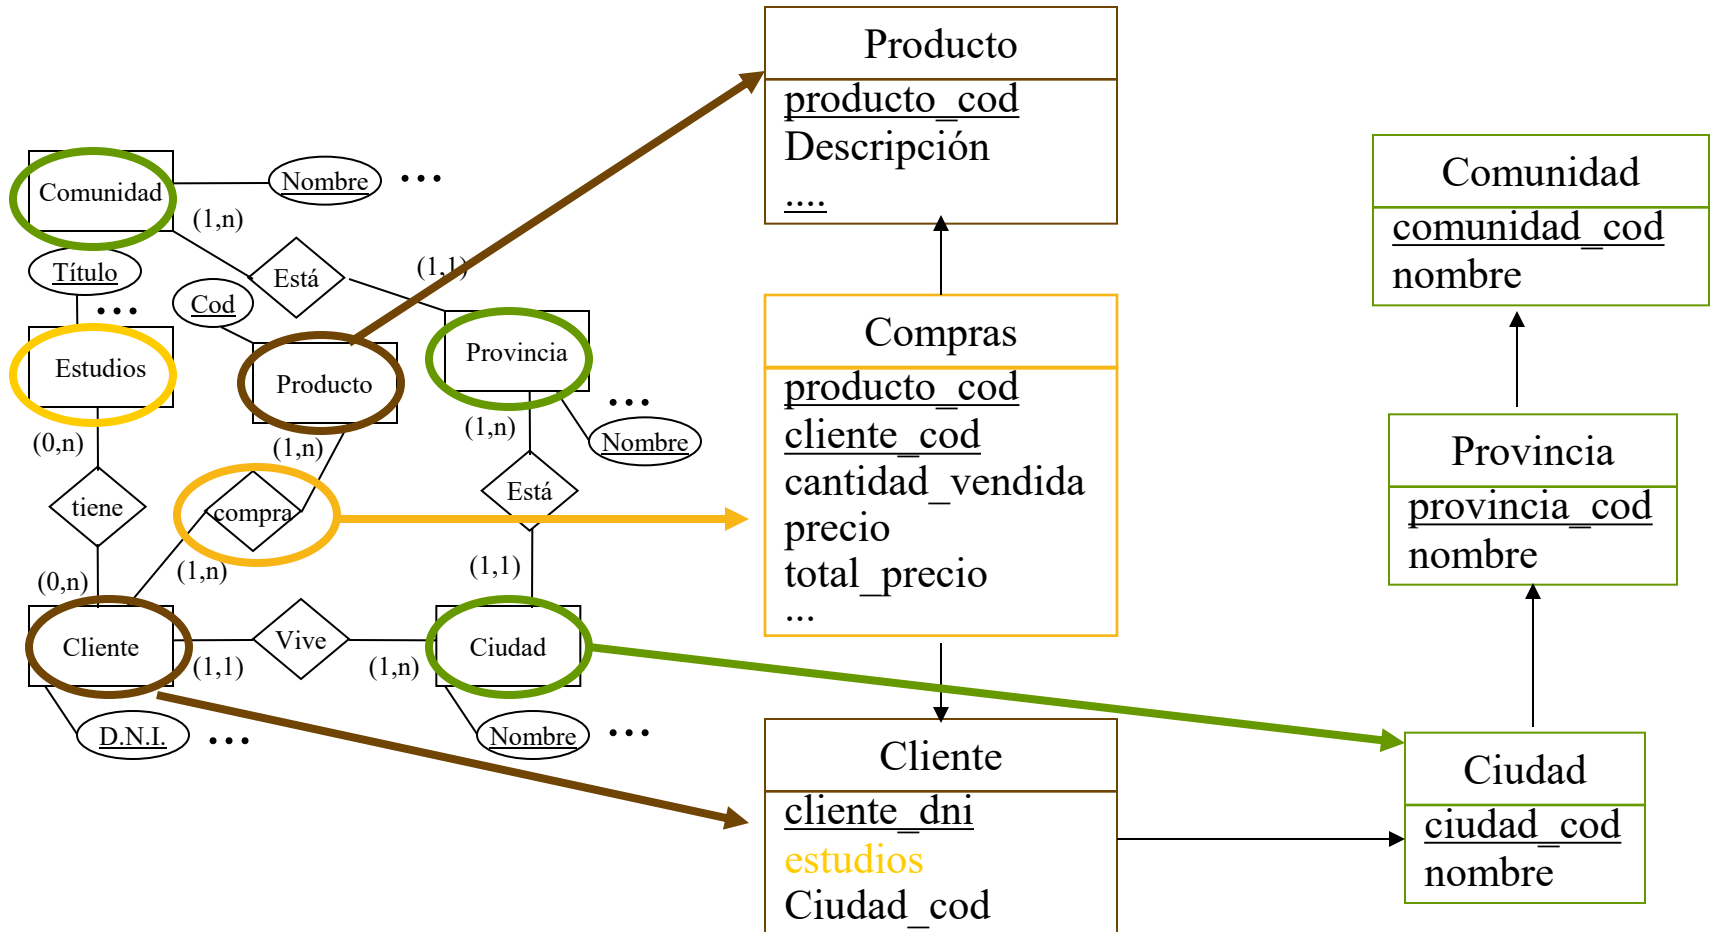 Comunidad
Nombre
...
(1,n)
Está
(1,1)
Título
...
Cod
Estudios
Producto
Provincia
...
Nombre
(0,n)
(1,n)
(1,n)
tiene
compra
Está
(0,n)
(1,n)
(1,1)
Cliente
(1,1)
Vive
(1,n)
Ciudad
D.N.I.
...
Nombre
...
Producto
producto_cod
Descripción
....
Compras
producto_cod
cliente_cod
cantidad_vendida
precio
total_precio
...
Cliente
cliente_dni
estudios
Ciudad_cod
Comunidad
comunidad_cod
nombre
Provincia
provincia_cod
nombre
Ciudad
ciudad_cod
nombre